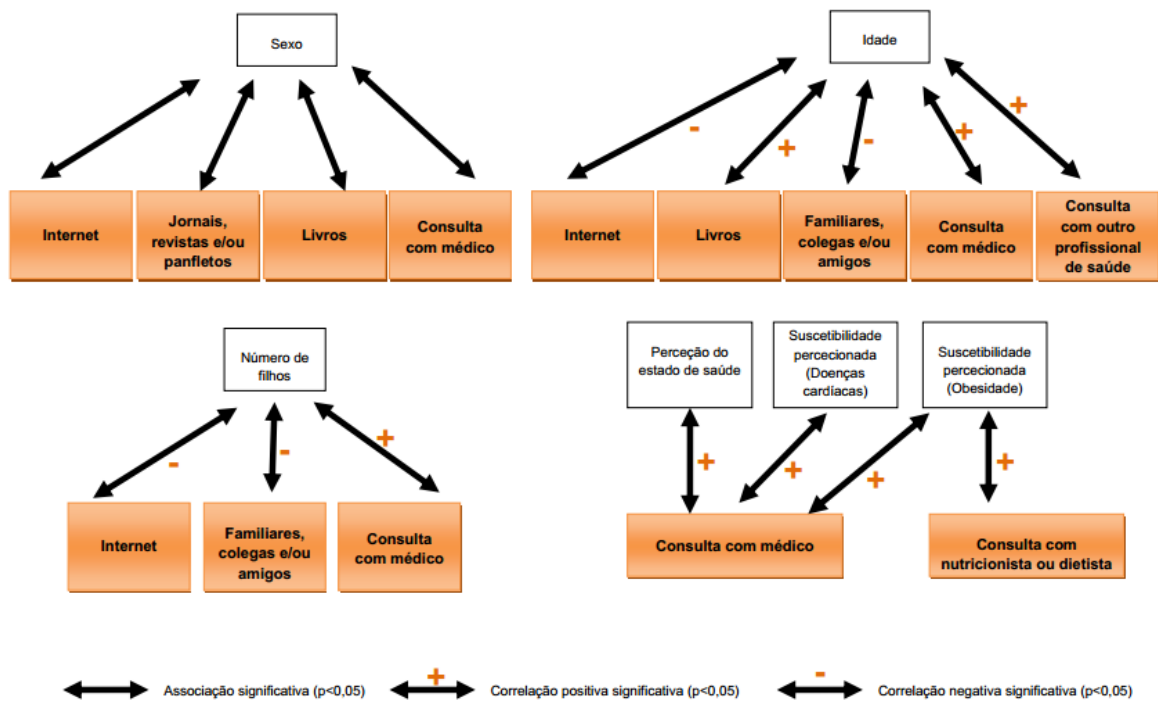 Sexo
Internet
Jornais,
revistas e/ou
panfletos
Livros
Consulta
com médico
Idade
-
+
-
+
+
Internet
Livros
Familiares,
colegas e/ou
amigos
Consulta
com médico
Consulta
com outro
profissional
de saúde
Número de
filhos
-
-
+
Internet
Familiares,
colegas e/ou
amigos
Consulta
com médico
Perceção do
estado de saúde
Suscetibilidade
percecionada
(Doenças
cardíacas)
Suscetibilidade
percecionada
(Obesidade)
+
+
+
+
Consulta com médico
Consulta com
nutricionista ou dietista
Associação significativa (p<0,05)
+
Correlação positiva significativa (p<0,05)
-
Correlação negativa significativa (p<0,05)